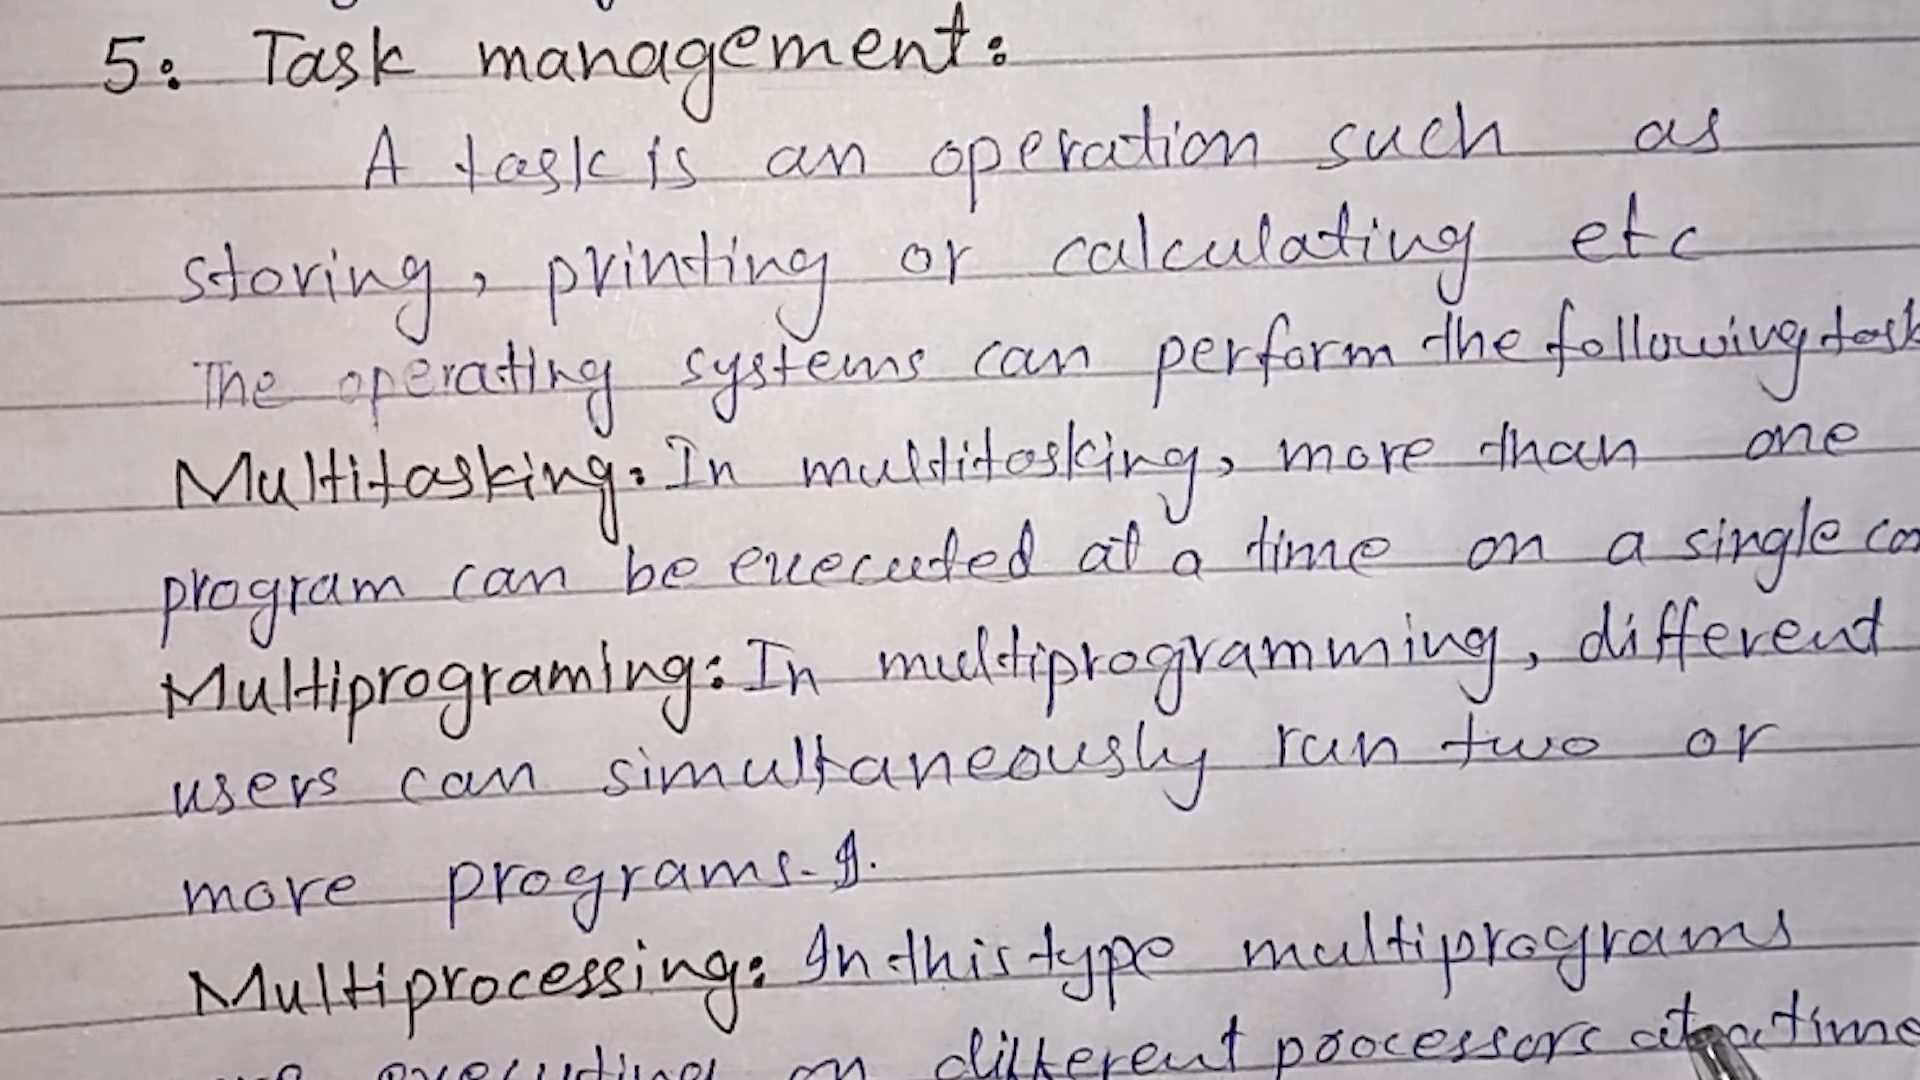 5: Task management:
A task is an operation such as
storing, printing or calculating etc
The operating systems can perform the following task
Multitasking: In multitasking, more than one
program can be executed at a time on a single co
Multiprograming: In multiprogramming, different
users can simultaneously run two or
more programs.
Multiprocessing: In this type multiprograms
executing on different processors at a time